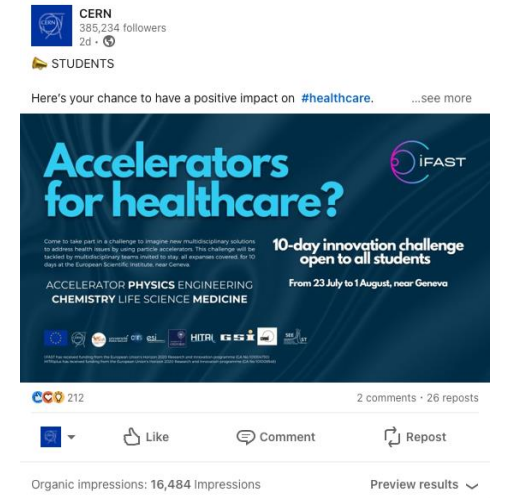 CERN
385,234 followers
2d •
STUDENTS
Here's your chance to have a positive impact on #healthcare. ...see more
Accelerators
for healthcare?
iFAST
Come to take part in a challenge to imagine new multidisciplinary solutions
to address health issues by using particle accelerators. This challenge will be
tackled by multidisciplinary teams invited to stay, all expenses covered, for 10
days at the European Scientific Institute, near Geneva.
10-day innovation challenge
open to all students
From 23 July to 1 August, near Geneva
ACCELERATOR PHYSICS ENGINEERING
CHEMISTRY LIFE SCIENCE MEDICINE
esi
HITRI
GSI
212
2 comments • 26 reposts
Like
Comment
Repost
Organic impressions: 16,484 Impressions
Preview results